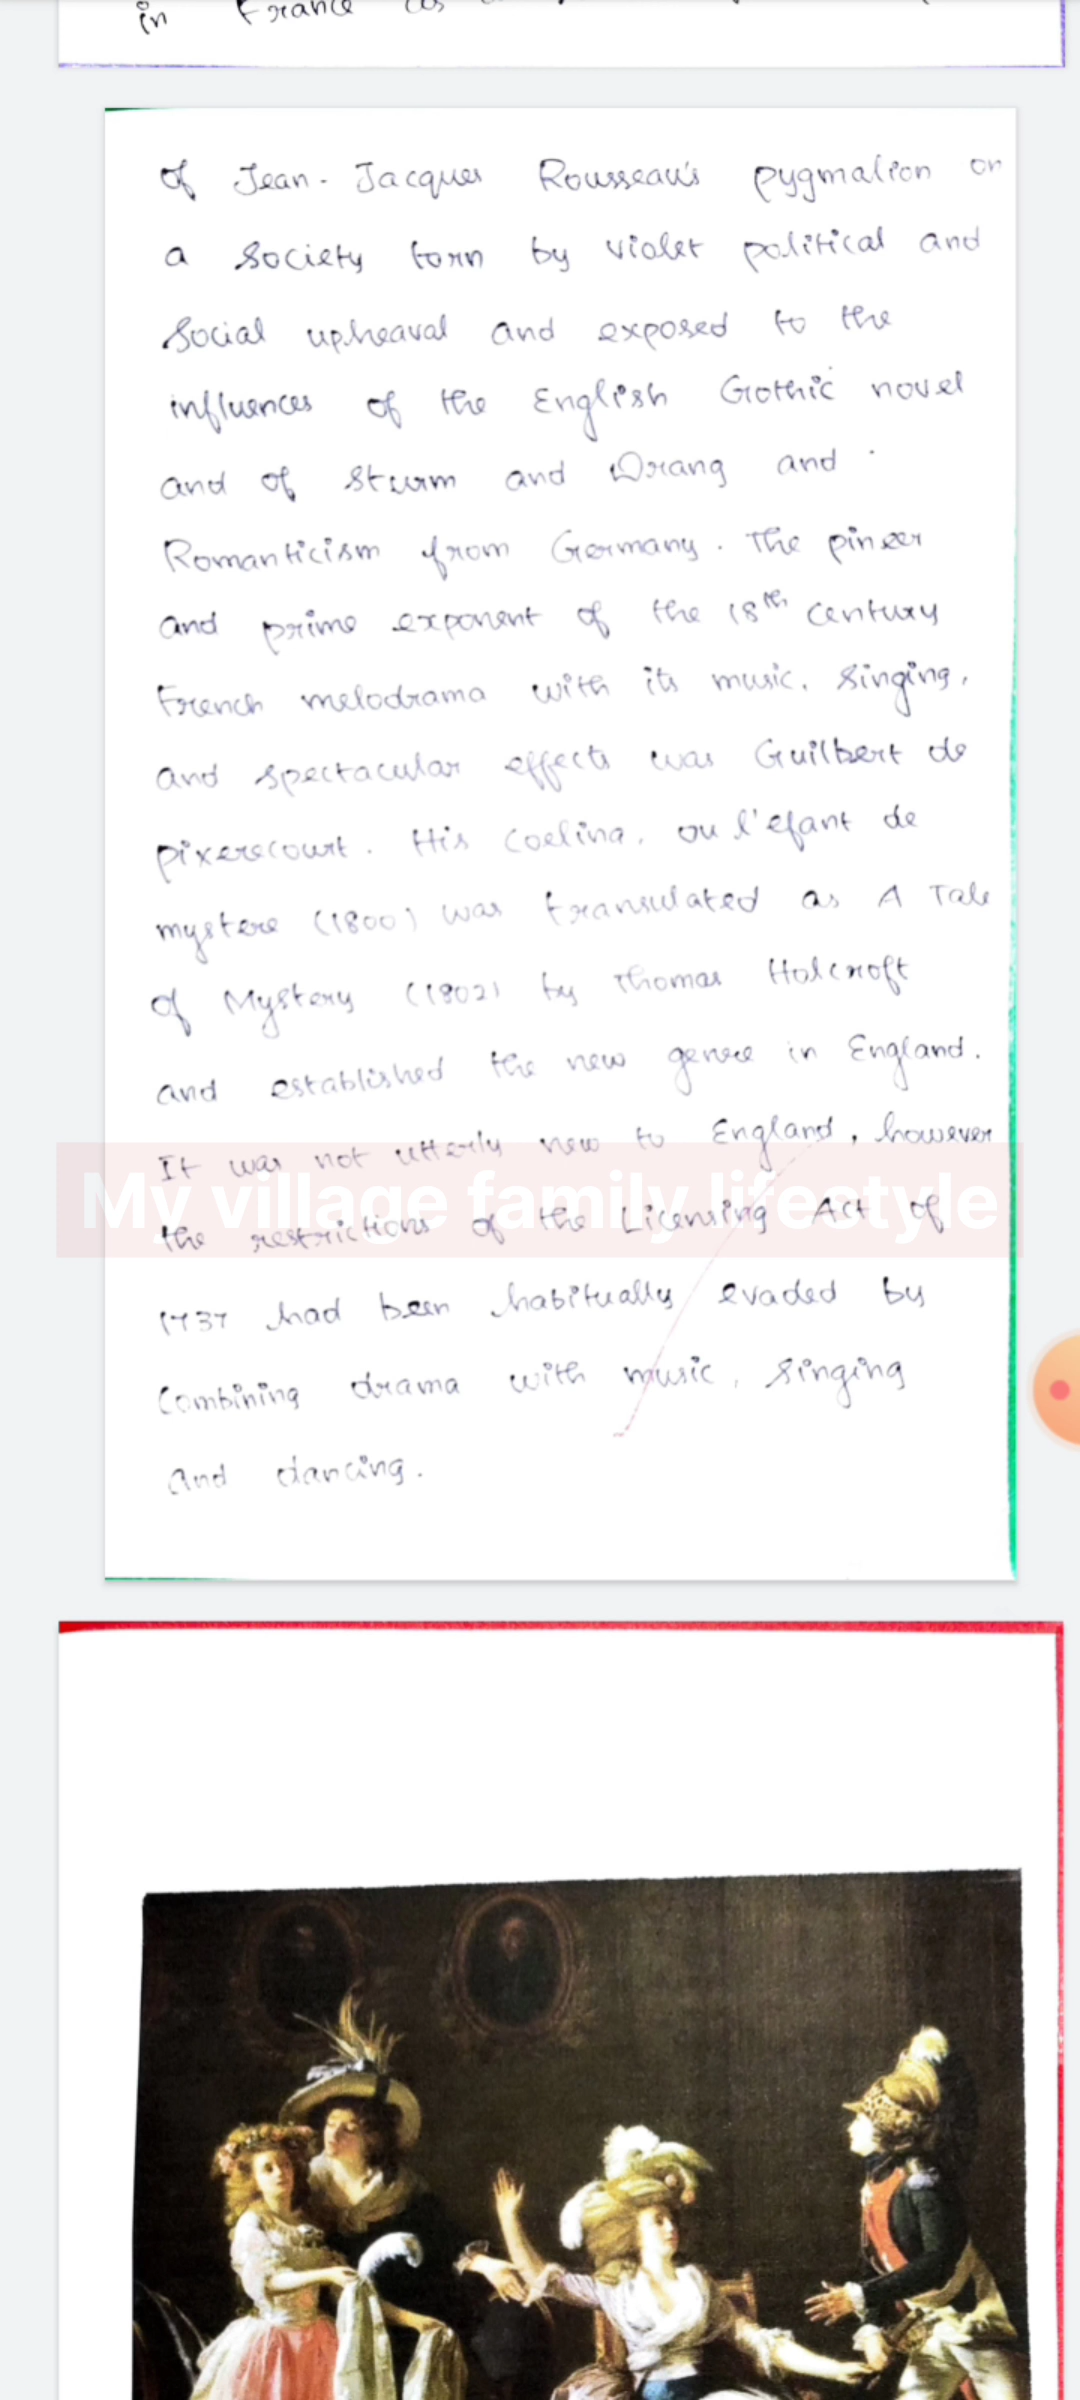 in France as
of Jean-Jacques Rousseau's pygmalion on
a society torn by violet political and
Social upheaval and exposed to the
influences of the English Gothic novel
and of Sturm and Drang and
Romanticism from Germany. The pineer
and prime exponent of the 18th century
French melodrama with its music, singing,
and spectacular effects was Guilbert de
pixerecourt. His Coelina, ou l'efant de
mystere (1800) was transulated as A Tale
of Mystery (1802) by Thomas Holcroft
and established the new genre in England.
It was not utterly new to England, however
My village family lifestyle
the restrictions of the Licensing Act of
1737 had been habitually evaded by
Combining drama with music, singing
and dancing.